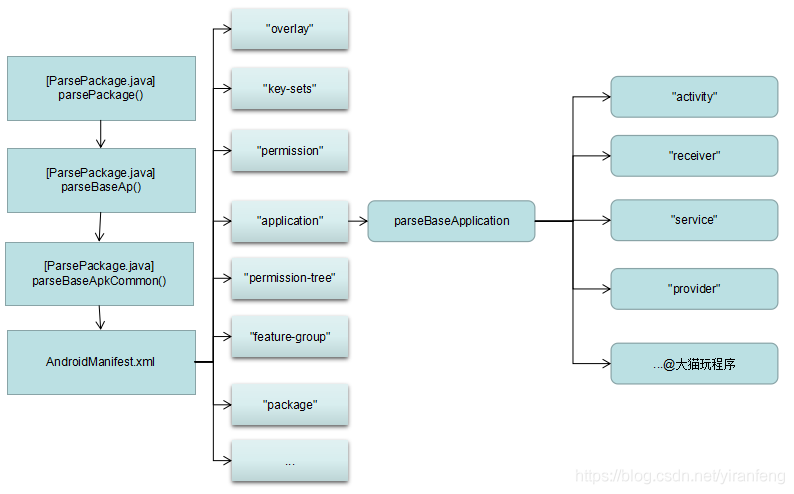 [ParsePackage.java]
parsePackage()
[ParsePackage.java]
parseBaseAp()
[ParsePackage.java]
parseBaseApkCommon()
AndroidManifest.xml
"overlay"
"key-sets"
"permission"
"application"
"permission-tree"
"feature-group"
"package"
...
parseBaseApplication
"activity"
"receiver"
"service"
"provider"
...@大猫玩程序
https://blog.csdn.net/yiranfeng